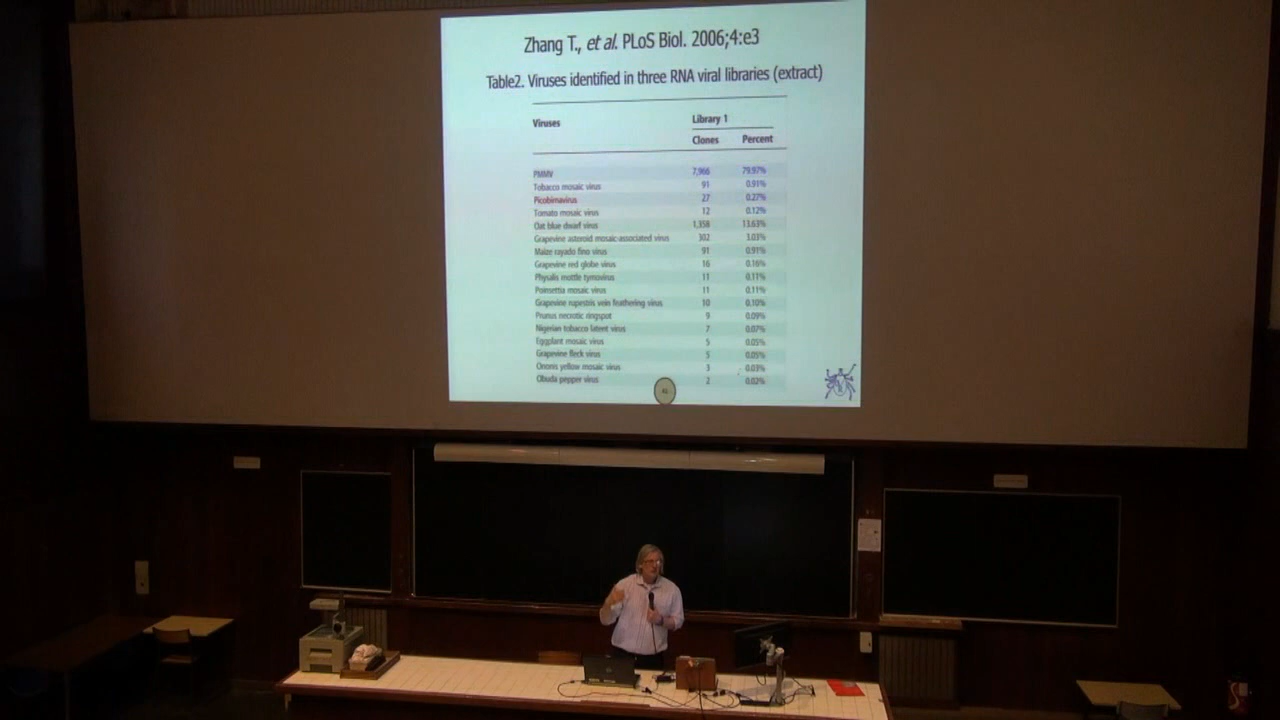 Zhang T., et al. PLoS Biol. 2006;4:e3
Table2. Viruses identified in three RNA viral libraries (extract)
Viruses Library 1
Clones Percent
PMMV 7,966 79.97%
Tobacco mosaic virus 91 0.91%
Picobirnavirus 27 0.27%
Tomato mosaic virus 12 0.12%
Oat blue dwarf virus 1,358 13.63%
Grapevine asteroid mosaic-associated virus 302 3.03%
Maize rayado fino virus 91 0.91%
Grapevine red globe virus 16 0.16%
Physalis mottle tymovirus 11 0.11%
Poinsettia mosaic virus 11 0.11%
Grapevine rupestris vein feathering virus 10 0.10%
Prunus necrotic ringspot 9 0.09%
Nigerian tobacco latent virus 7 0.07%
Eggplant mosaic virus 5 0.05%
Grapevine fleck virus 5 0.05%
Ononis yellow mosaic virus 3 0.03%
Obuda pepper virus 2 0.02%